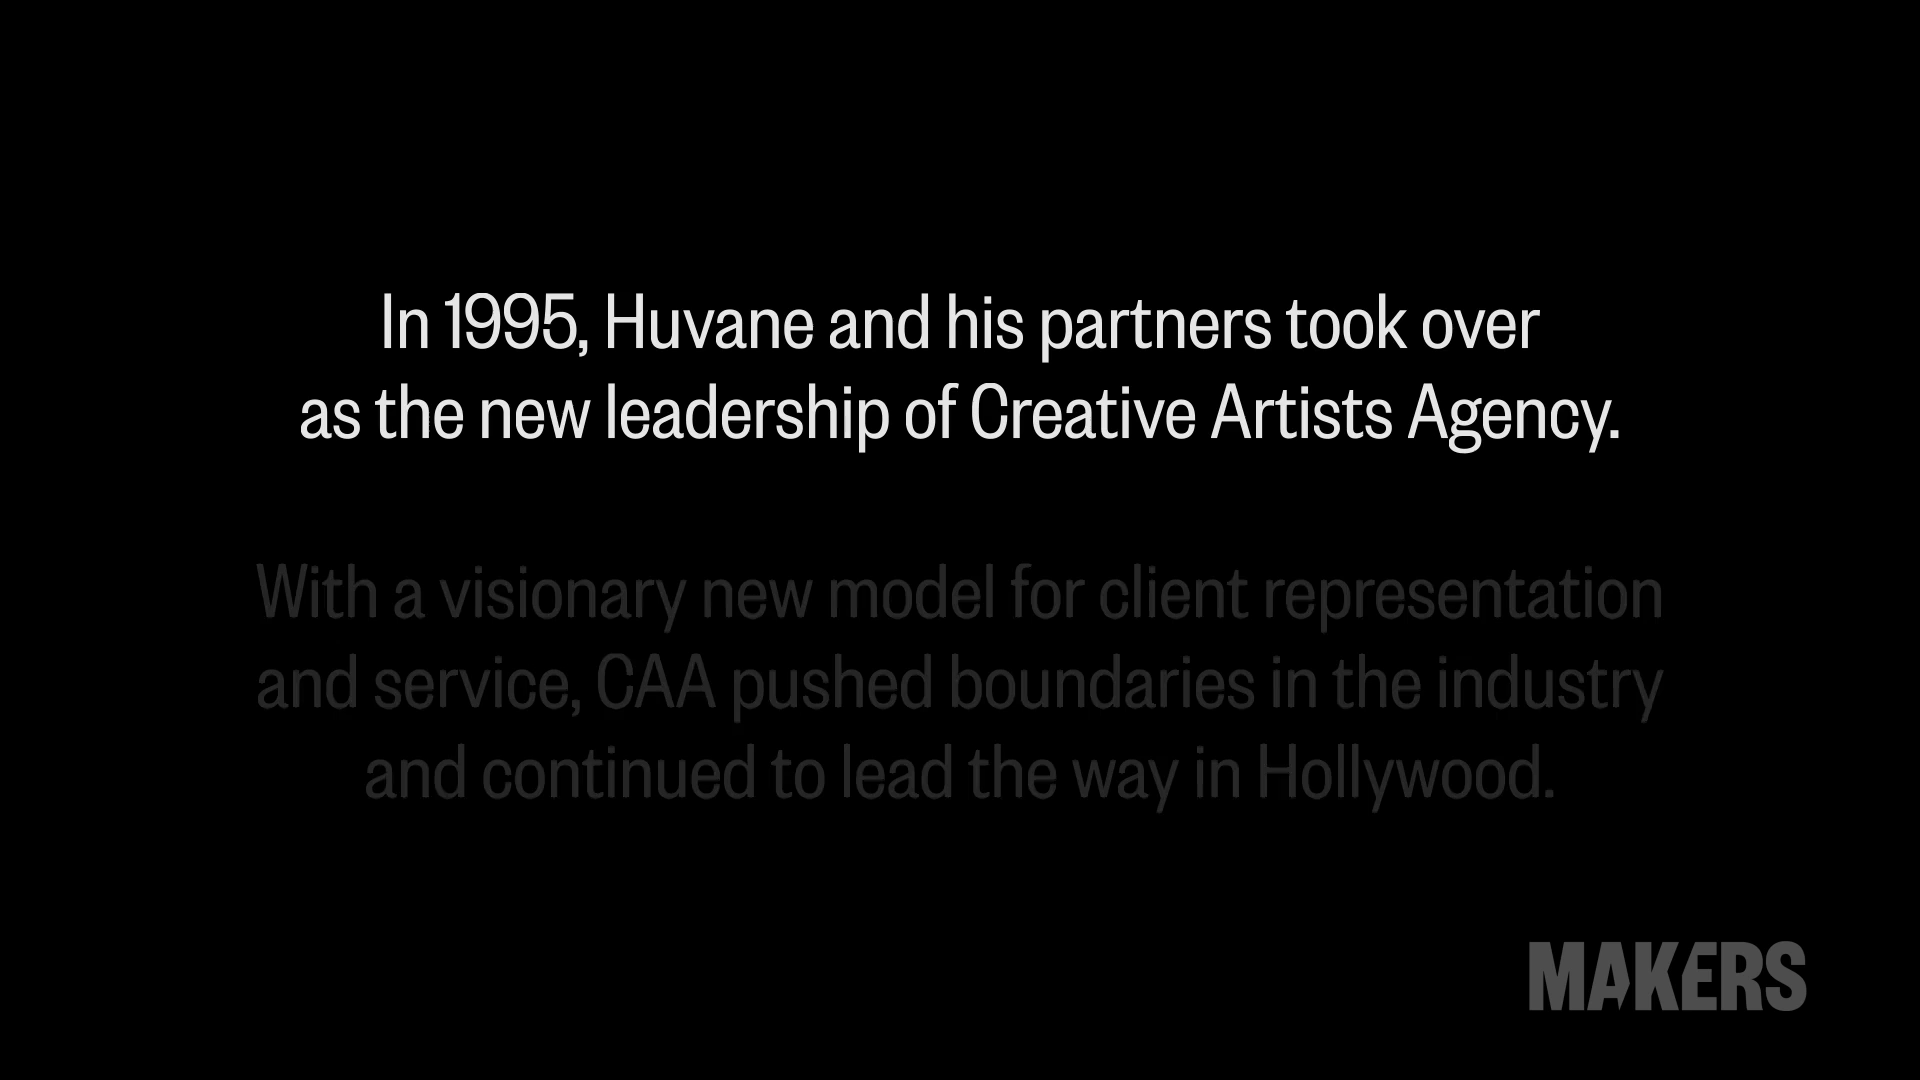 In 1995, Huvane and his partners took over
as the new leadership of Creative Artists Agency.
With a visionary new model for client representation
and service, CAA pushed boundaries in the industry
and continued to lead the way in Hollywood.
MAKERS